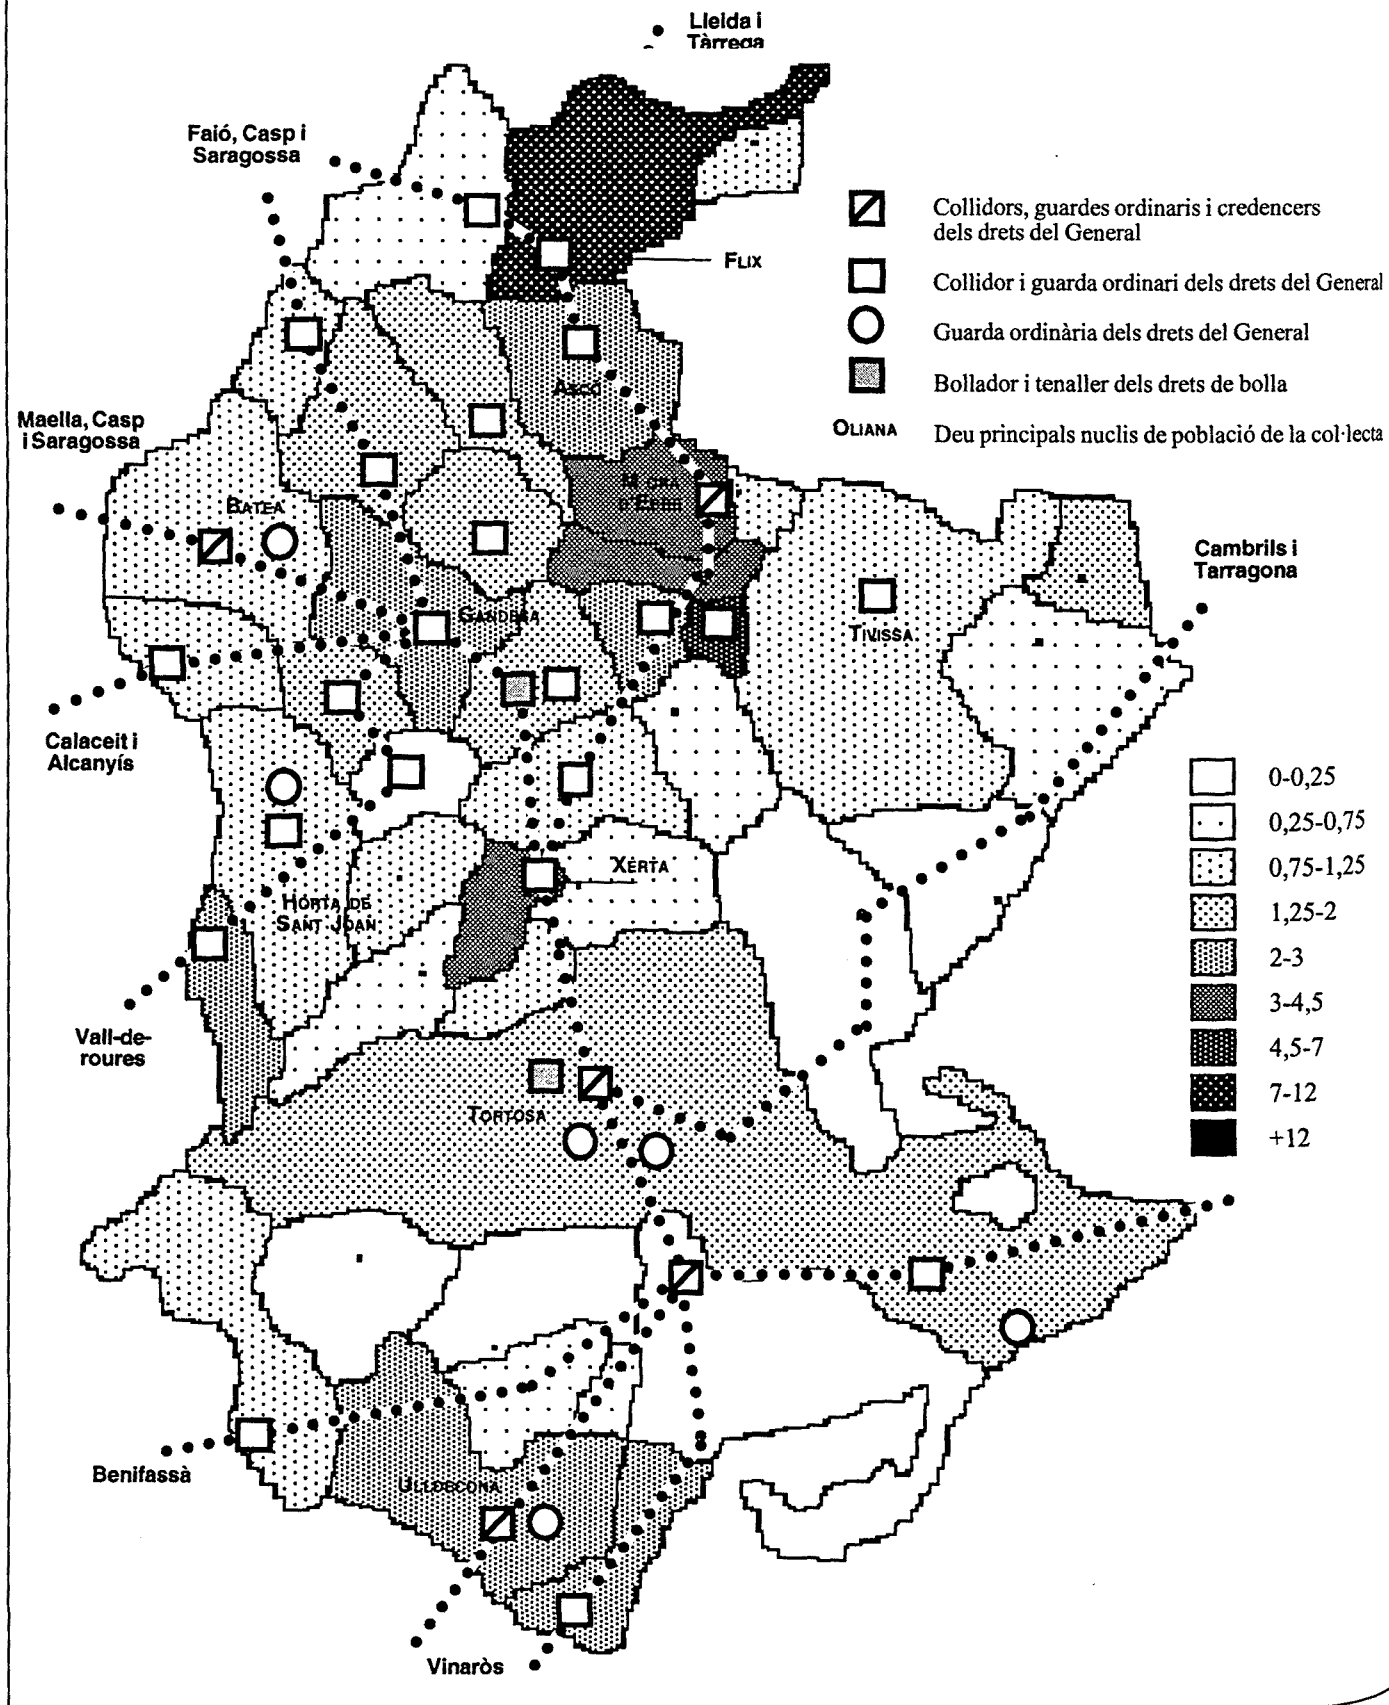 Lleida i
Tàrrega
Faió, Casp i
Saragossa
Collidors, guardes ordinaris i credencers
dels drets del General
FLIX
Collidor i guarda ordinari dels drets del General
Guarda ordinària dels drets del General
Ascó
Bollador i tenaller dels drets de bolla
Maella, Casp
i Saragossa
OLIANA
Deu principals nuclis de població de la col·lecta
MÓRA
D'EBRE
BATEA
Cambrils i
Tarragona
GANDESA
TIVISSA
Calaceit i
Alcanyís
0-0,25
0,25-0,75
XERTA
0,75-1,25
HORTA DE
SANT JOAN
1,25-2
2-3
3-4,5
Vall-de-
roures
4,5-7
7-12
TORTOSA
+12
Benifassà
ULLDECONA
Vinaròs